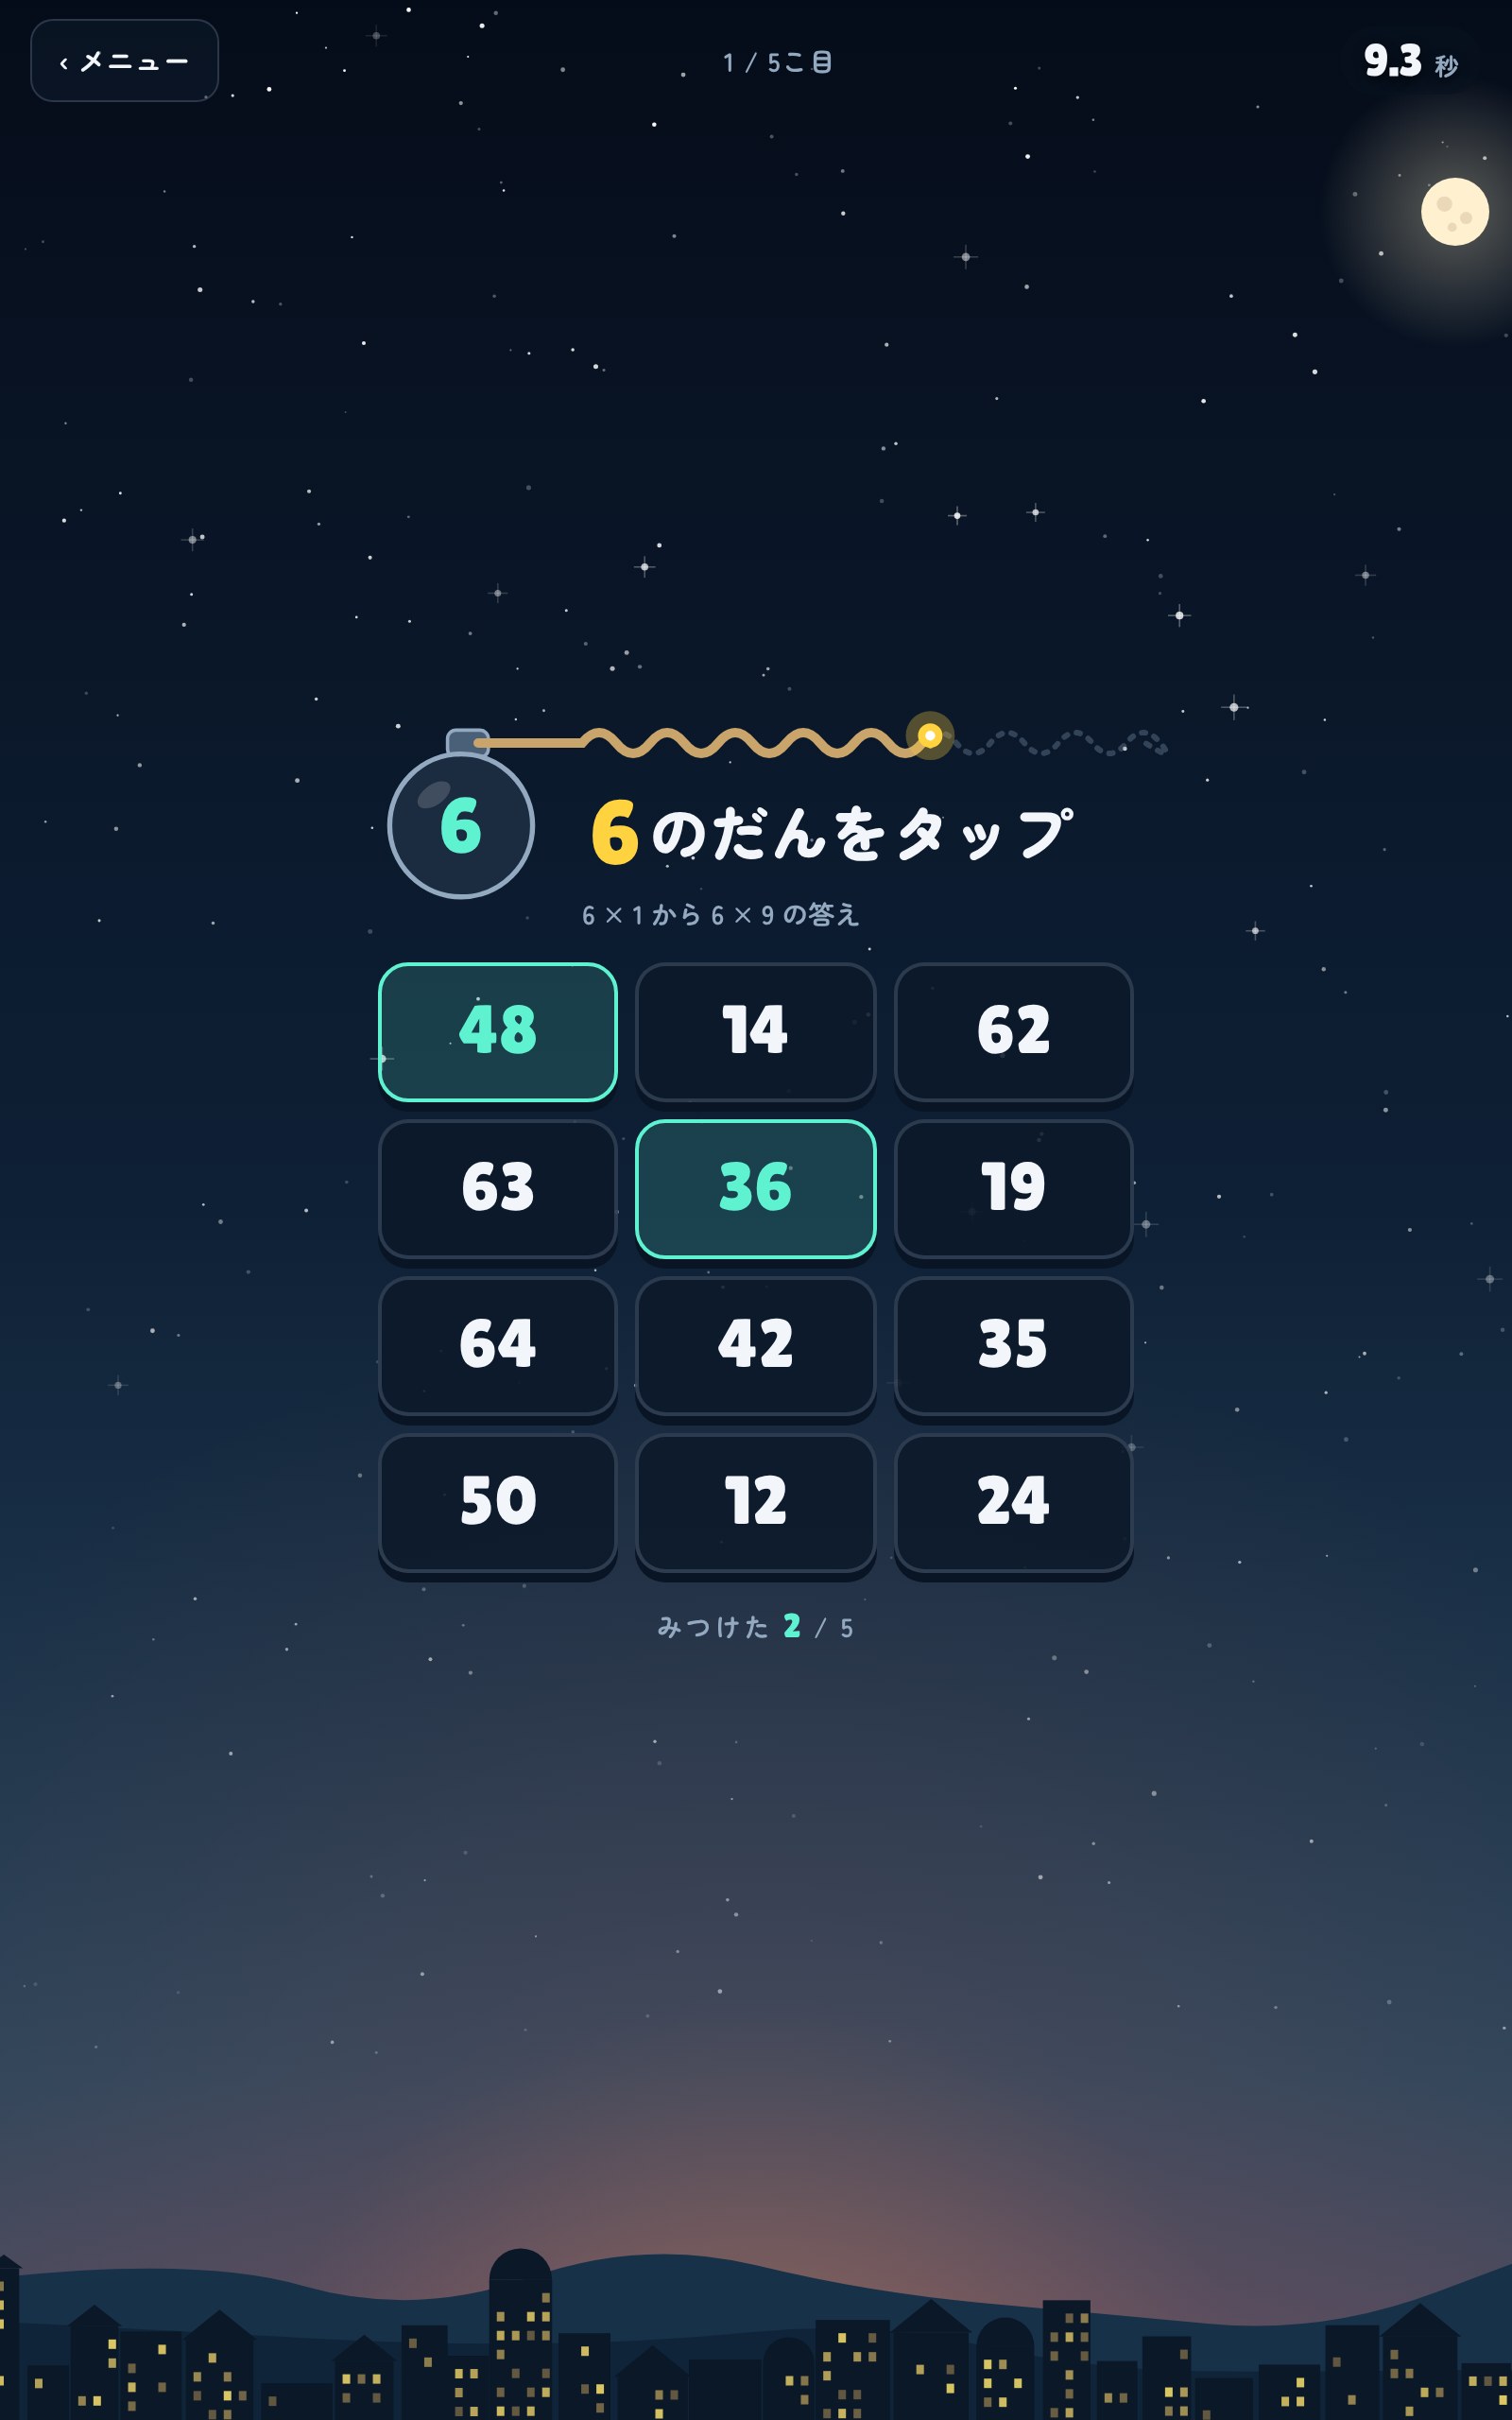 ‹ メニュー
1 / 5こ目
9.3 秒
6
6のだんをタップ
6 × 1 から 6 × 9 の答え
48 14 62
63 36 19
64 42 35
50 12 24
みつけた 2 / 5